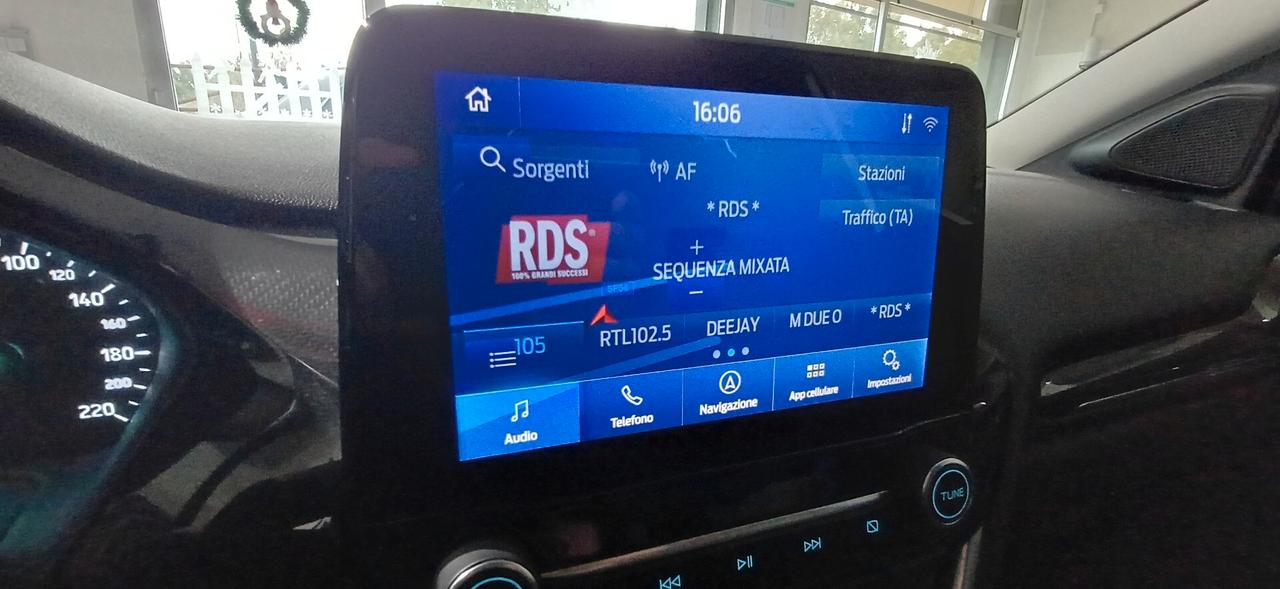 16:06
Sorgenti
AF
Stazioni
*RDS*
Traffico (TA)
RDS®
100% GRANDI SUCCESSI
+
SEQUENZA MIXATA
−
105
RTL102.5
DEEJAY
M DUE O
*RDS*
Audio
Telefono
Navigazione
App cellulare
Impostazioni
TUNE
100
120
140
160
180
200
220